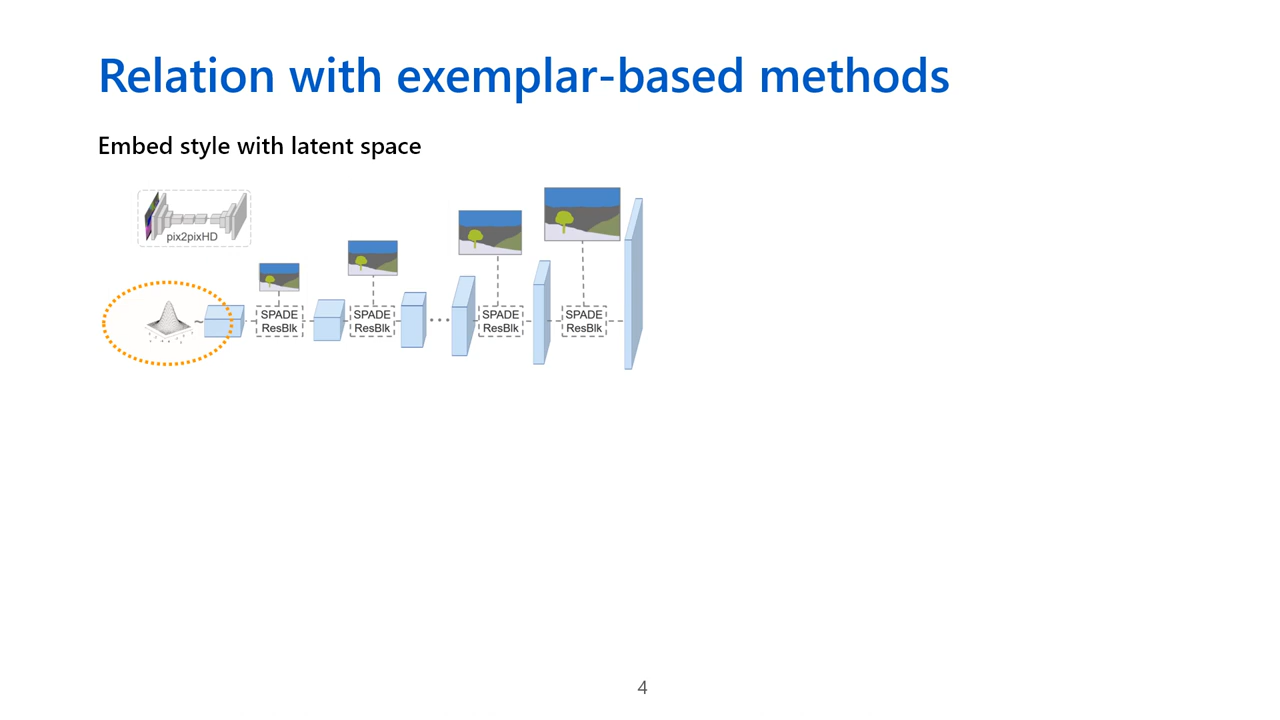 Relation with exemplar-based methods
Embed style with latent space
pix2pixHD
~
SPADE
ResBlk
SPADE
ResBlk
...
SPADE
ResBlk
SPADE
ResBlk
4